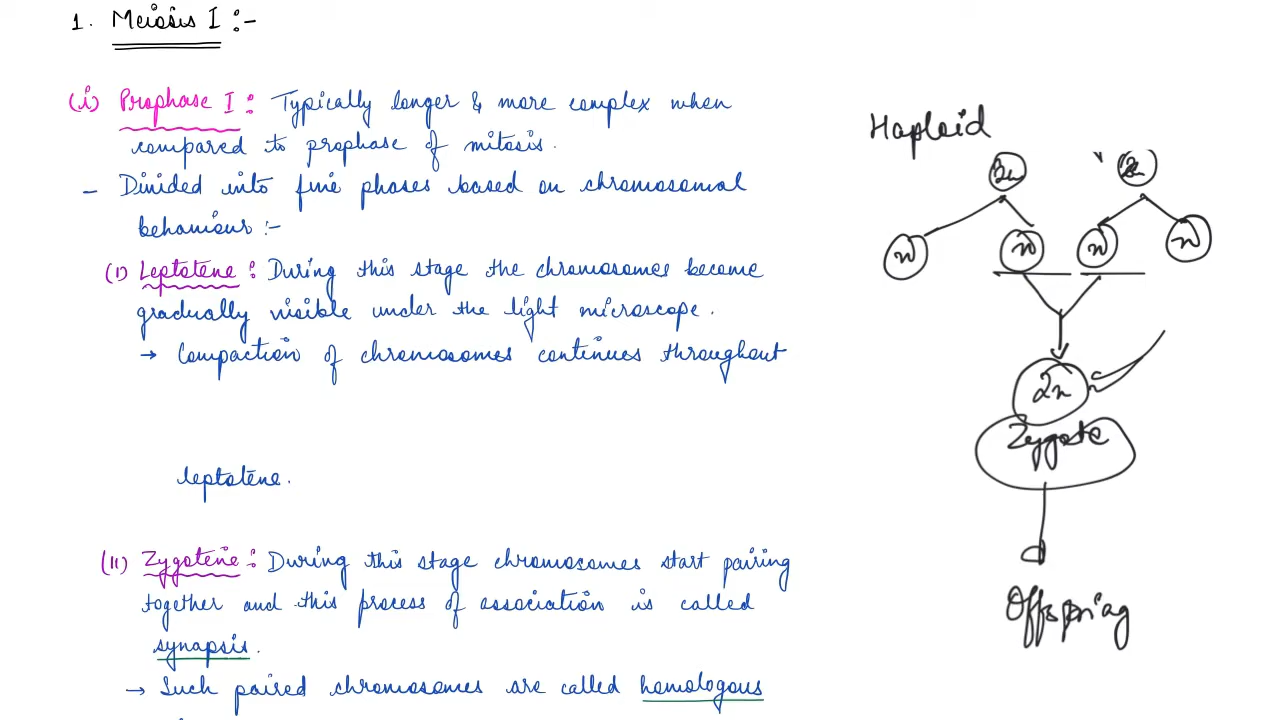 1. Meiosis I :-
(i) Prophase I : Typically longer & more complex when
compared to prophase of mitosis.
- Divided into five phases based on chromosomal
behaviour :-
(I) Leptotene : During this stage the chromosomes become
gradually visible under the light microscope.
→ Compaction of chromosomes continues throughout
leptotene.
(II) Zygotene : During this stage chromosomes start pairing
together and this process of association is called
synapsis.
→ Such paired chromosomes are called homologous
Haploid
2n 2n
n n n n
2n
Zygote
Offspring